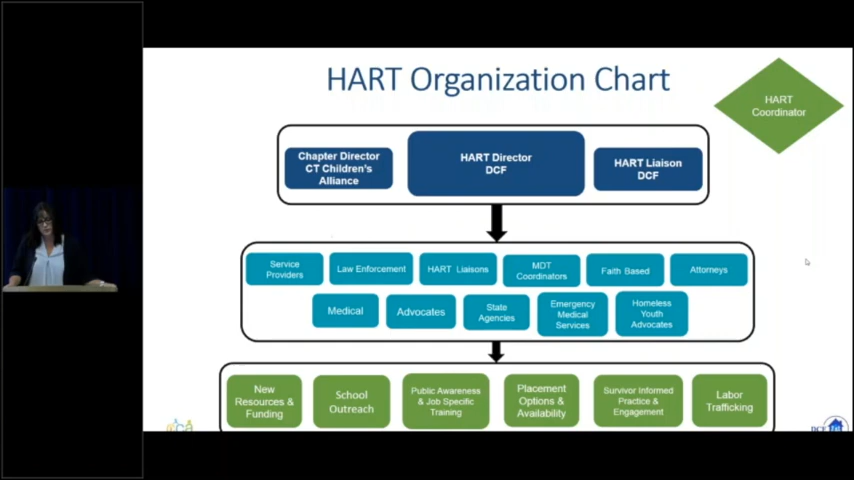 HART Organization Chart
HART
Coordinator
Chapter Director
CT Children's
Alliance
HART Director
DCF
HART Liaison
DCF
Service
Providers
Law Enforcement
HART Liaisons
MDT
Coordinators
Faith Based
Attorneys
Medical
Advocates
State
Agencies
Emergency
Medical
Services
Homeless
Youth
Advocates
New
Resources &
Funding
School
Outreach
Public Awareness
& Job Specific
Training
Placement
Options &
Availability
Survivor Informed
Practice &
Engagement
Labor
Trafficking